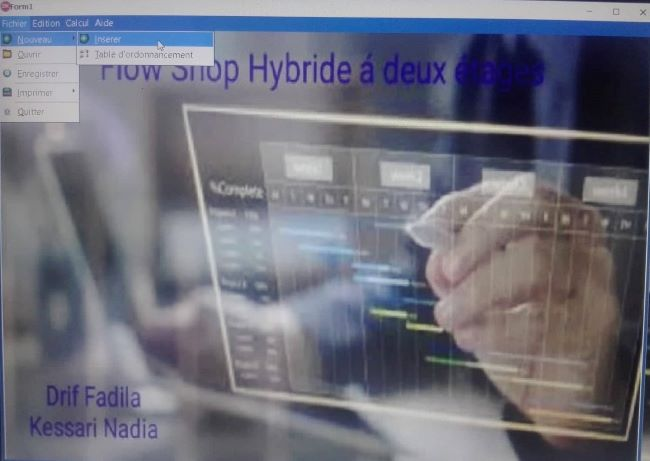 Form1
Fichier Edition Calcul Aide
Nouveau
Inserer
Ouvrir
Table d'ordonnancement
Enregistrer
Imprimer
Quitter
Flow Shop Hybride á deux étages
%Complete
Drif Fadila
Kessari Nadia